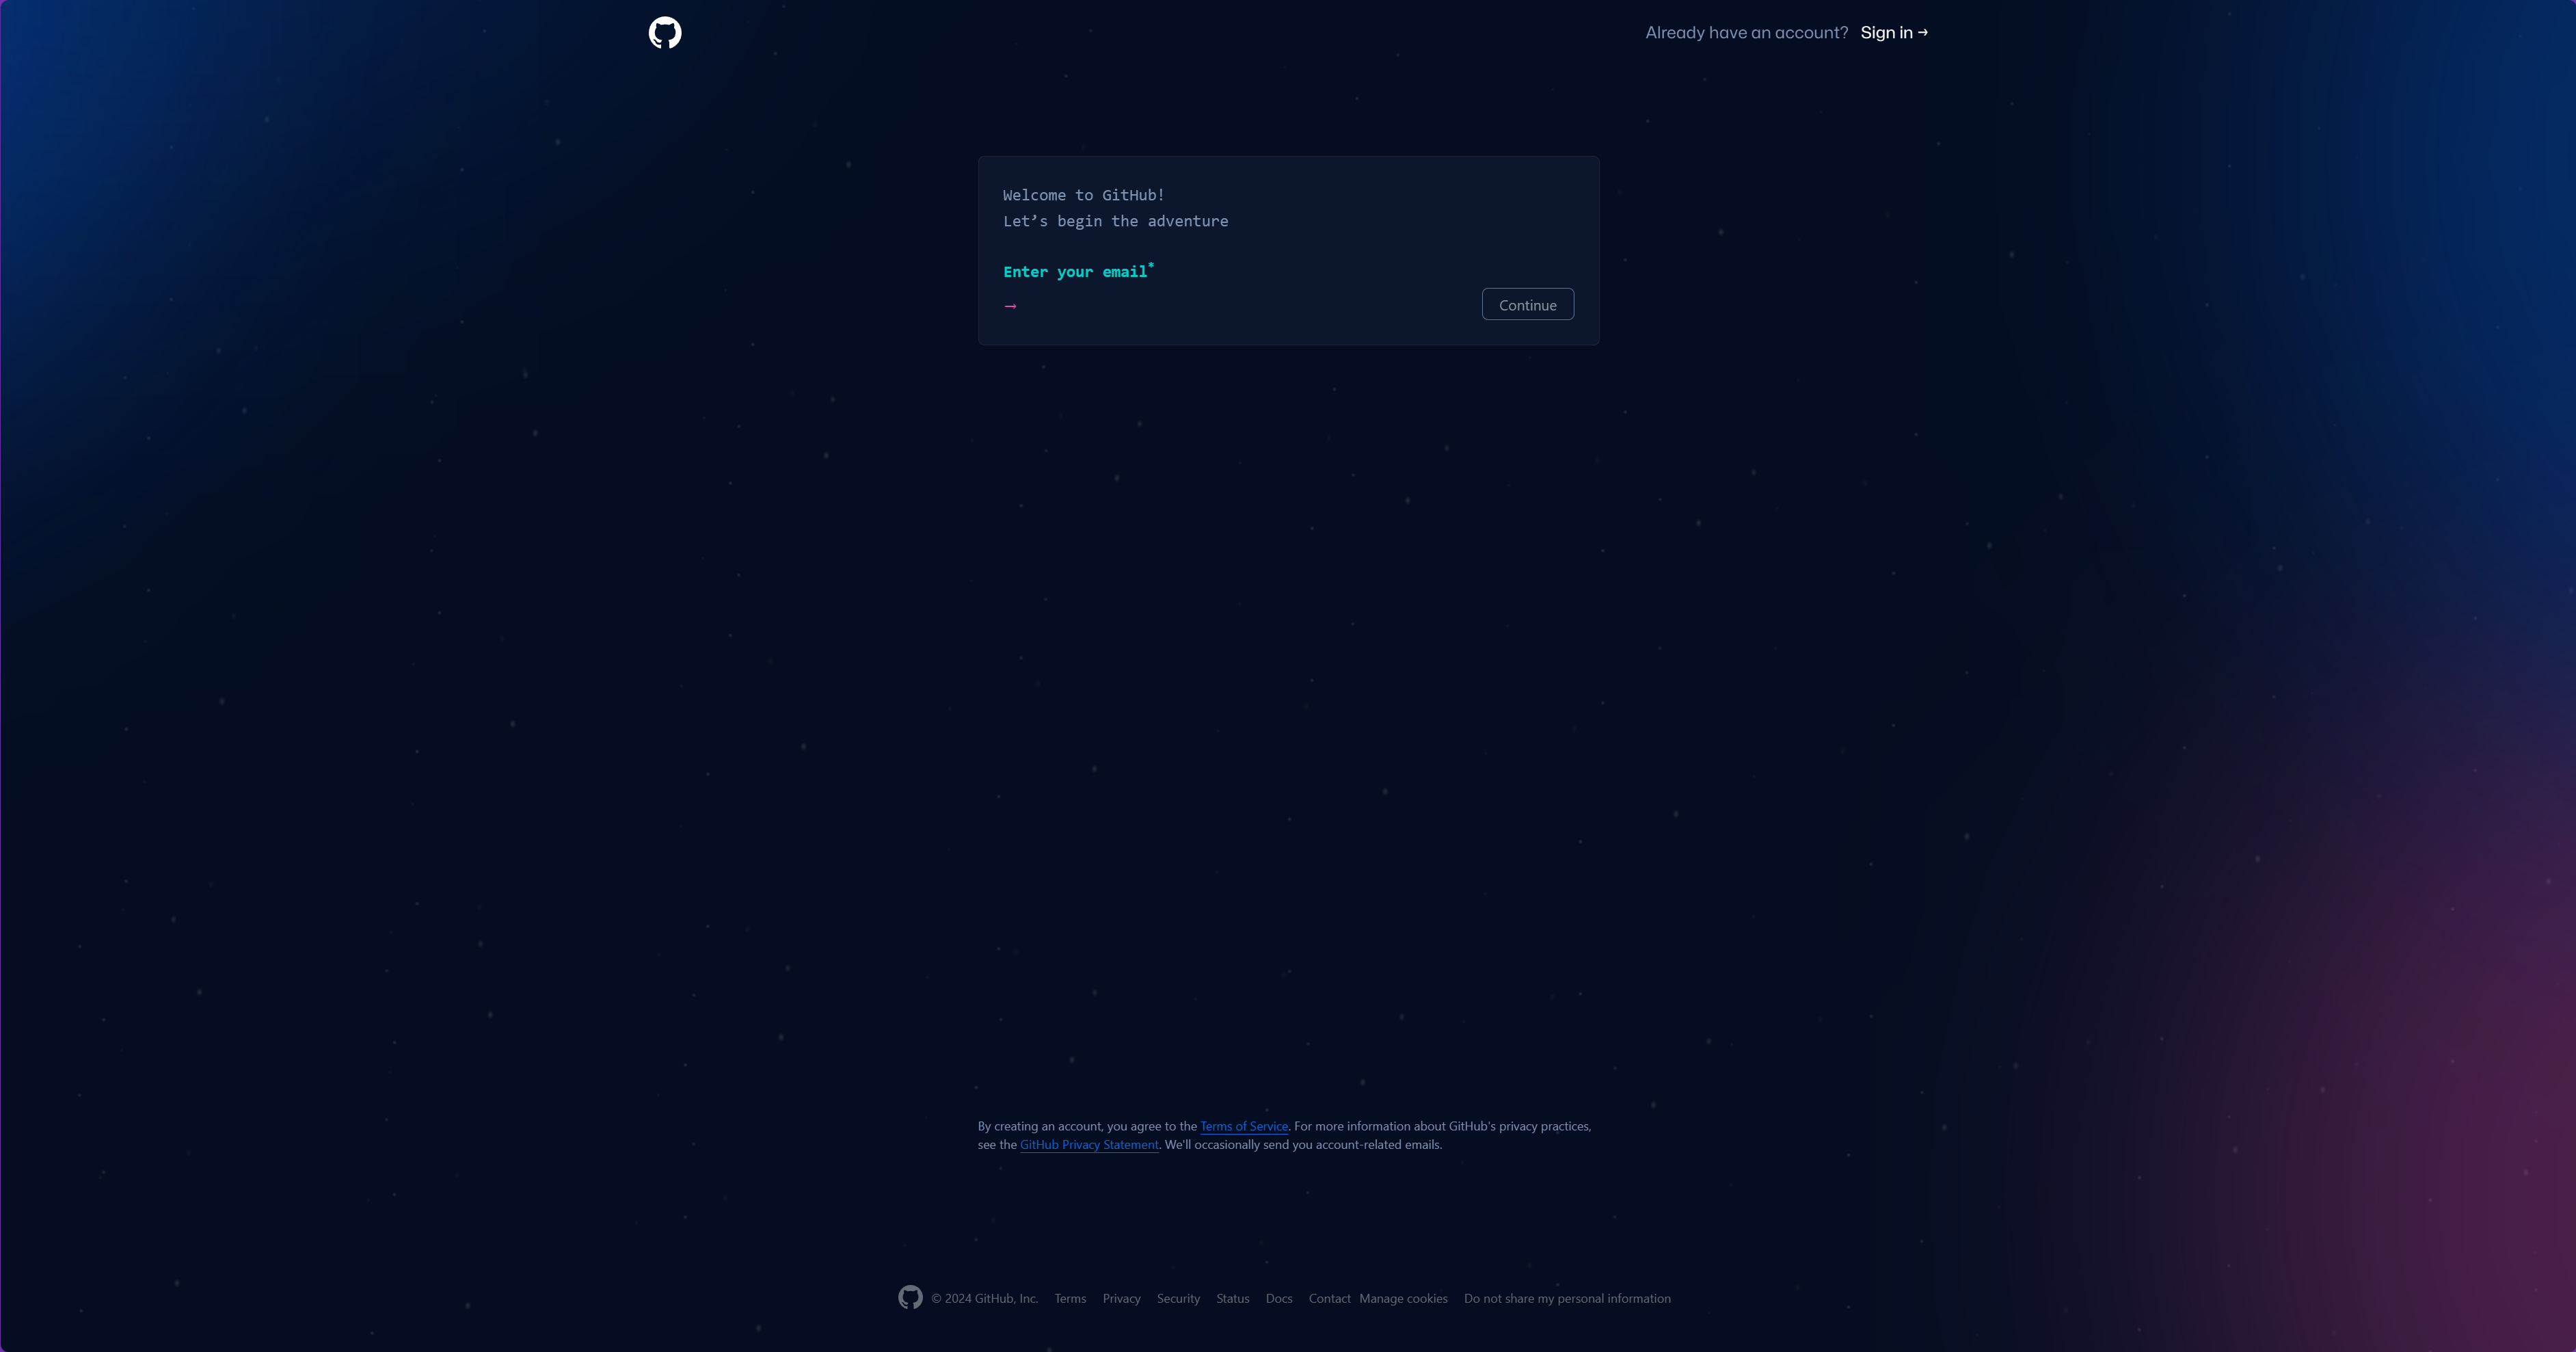 Already have an account? Sign in →
Welcome to GitHub!
Let’s begin the adventure
Enter your email*
→
Continue
By creating an account, you agree to the Terms of Service. For more information about GitHub's privacy practices,
see the GitHub Privacy Statement. We'll occasionally send you account-related emails.
© 2024 GitHub, Inc. Terms Privacy Security Status Docs Contact Manage cookies Do not share my personal information